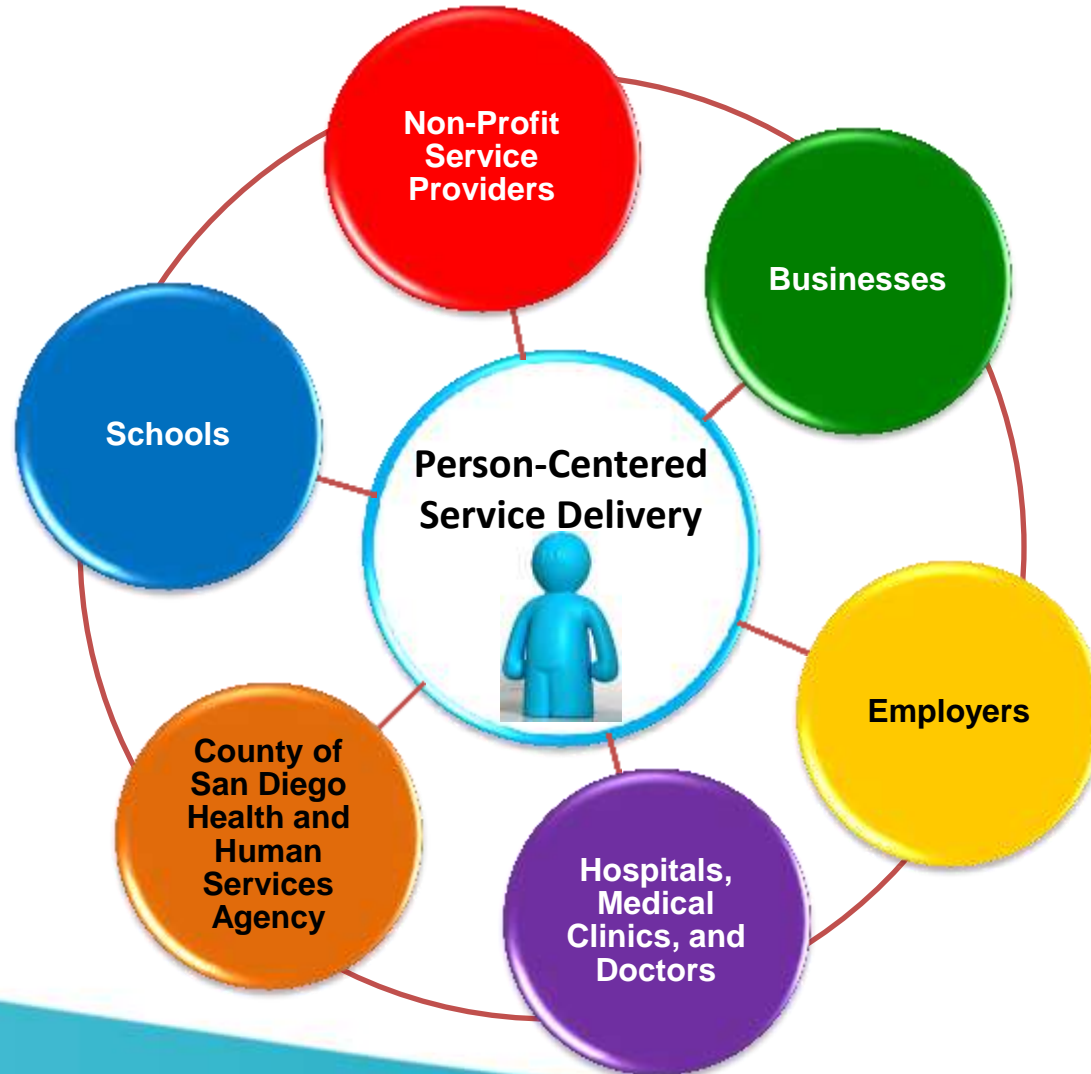 Non-Profit
Service
Providers
Businesses
Schools
Person-Centered
Service Delivery
Employers
County of
San Diego
Health and
Human
Services
Agency
Hospitals,
Medical
Clinics, and
Doctors